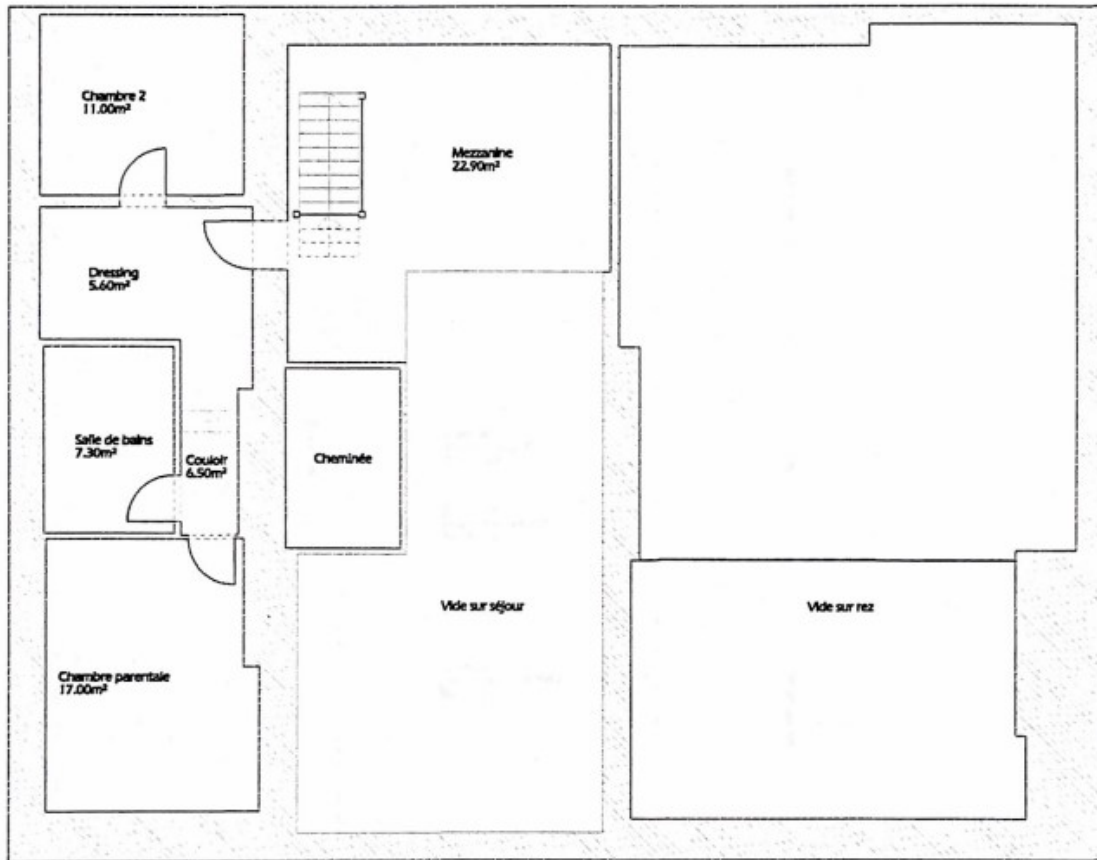 Chambre 2
11.00m²
Mezzanine
22.90m²
Dressing
5.60m²
Salle de bains
7.30m²
Couloir
6.50m²
Cheminée
Vide sur séjour
Vide sur rez
Chambre parentale
17.00m²